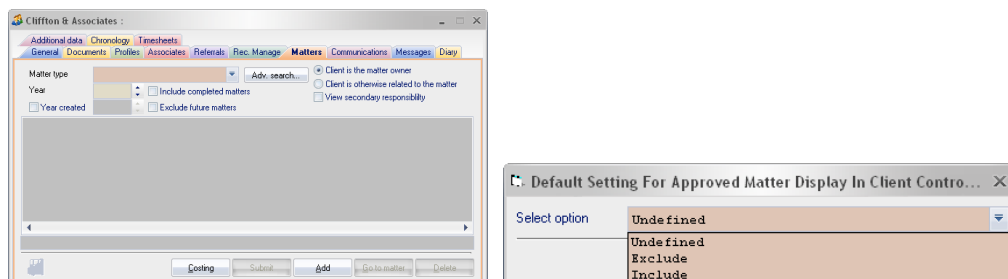 Cliffton & Associates :
Additional data Chronology Timesheets
General Documents Profiles Associates Referrals Rec. Manage Matters Communications Messages Diary
Matter type Adv. search... Client is the matter owner
Year Include completed matters Client is otherwise related to the matter
Year created Exclude future matters View secondary responsiblity
Costing Submit Add Go to matter Delete
Default Setting For Approved Matter Display In Client Contro...
Select option Undefined
Undefined
Exclude
Include